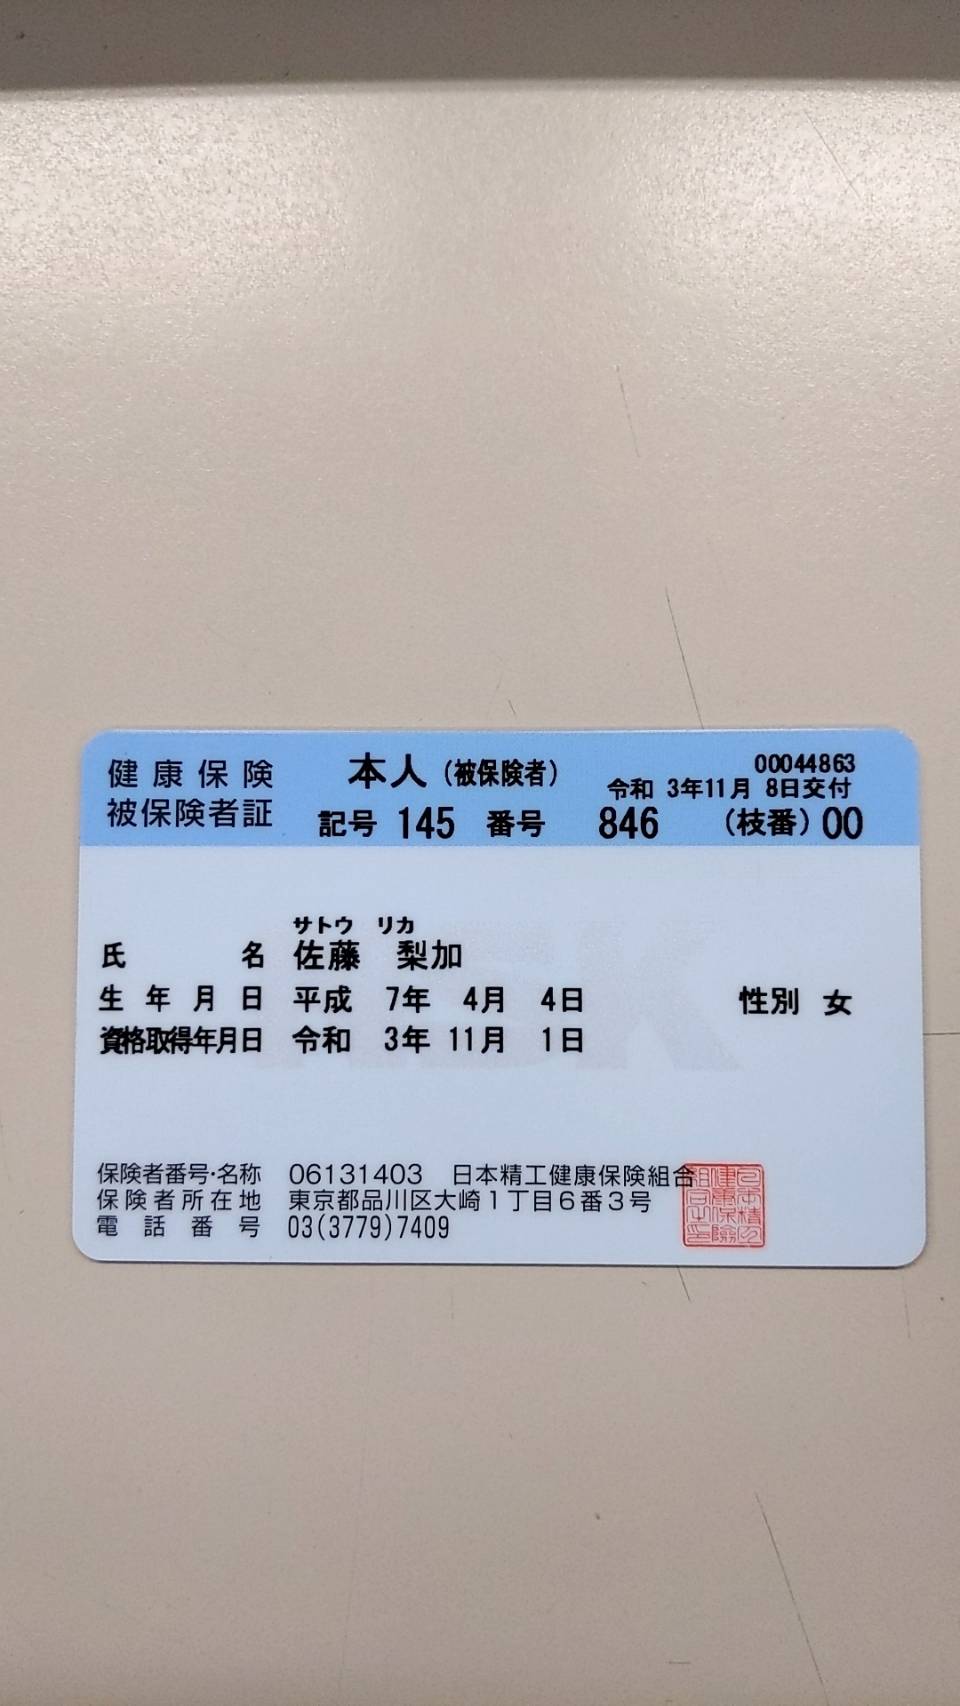 健康保険 本人(被保険者) 00044863
令和 3年11月 8日交付
被保険者証 記号 145 番号 846 (枝番) 00
サトウ リカ
氏名 佐藤 梨加
生年月日 平成 7年 4月 4日 性別 女
資格取得年月日 令和 3年 11月 1日
保険者番号・名称 06131403 日本精工健康保険組合
保険者所在地 東京都品川区大崎1丁目6番3号
電話番号 03(3779)7409